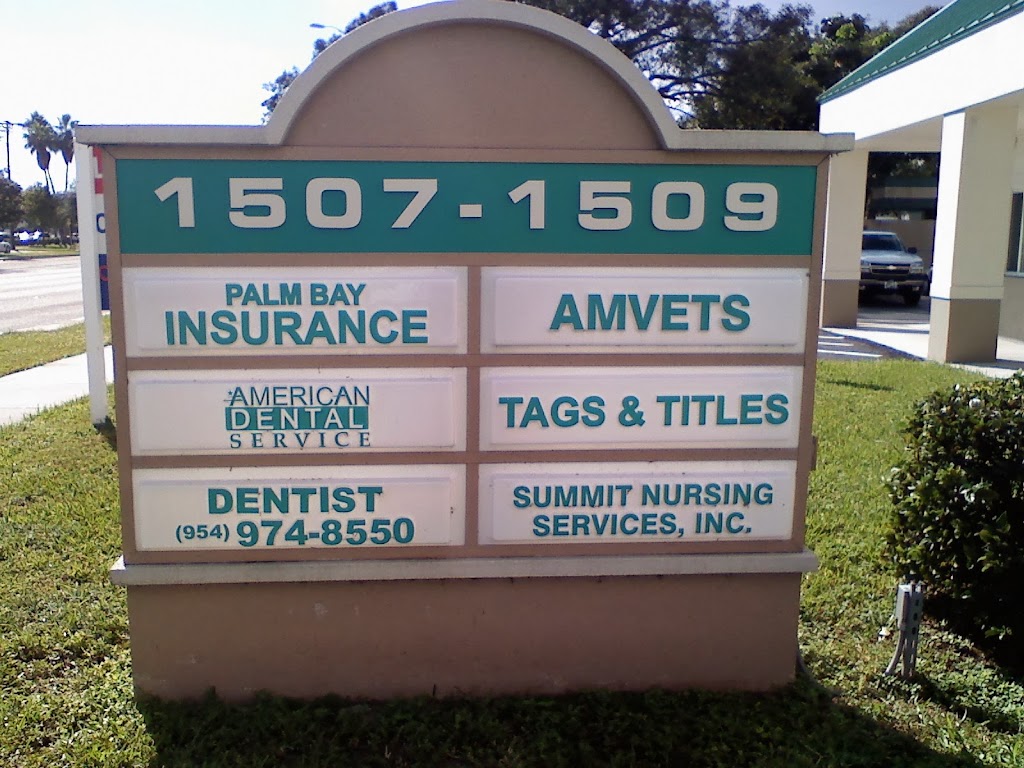 1507-1509
PALM BAY
INSURANCE
AMVETS
AMERICAN
DENTAL
SERVICE
TAGS & TITLES
DENTIST
(954) 974-8550
SUMMIT NURSING
SERVICES, INC.